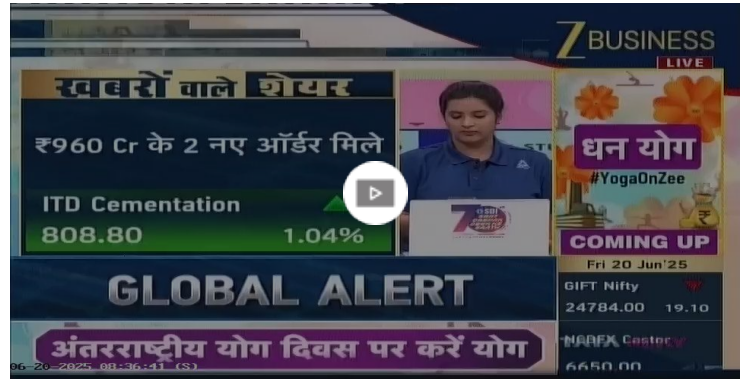 Z BUSINESS
LIVE
खबरों वाले शेयर
₹960 Cr के 2 नए ऑर्डर मिले
ITD Cementation
808.80 1.04%
SBI
धन योग
#YogaOnZee
COMING UP
Fri 20 Jun'25
GIFT Nifty
24784.00 19.10
Castor
6650.00
GLOBAL ALERT
अंतरराष्ट्रीय योग दिवस पर करें योग
06-20-2025 08:36:41 (S)